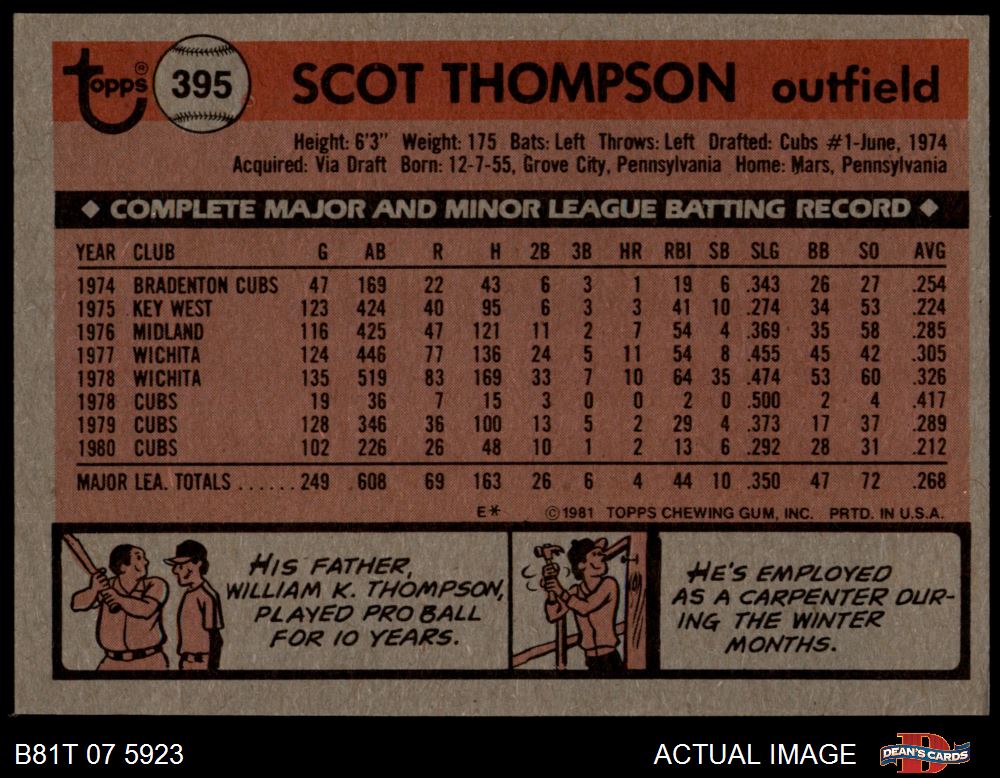 Topps® 395 SCOT THOMPSON outfield
Height: 6'3" Weight: 175 Bats: Left Throws: Left Drafted: Cubs #1-June, 1974
Acquired: Via Draft Born: 12-7-55, Grove City, Pennsylvania Home: Mars, Pennsylvania
◆ COMPLETE MAJOR AND MINOR LEAGUE BATTING RECORD ◆
YEAR CLUB G AB R H 2B 3B HR RBI SB SLG BB SO AVG
1974 BRADENTON CUBS 47 169 22 43 6 3 1 19 6 .343 26 27 .254
1975 KEY WEST 123 424 40 95 6 3 3 41 10 .274 34 53 .224
1976 MIDLAND 116 425 47 121 11 2 7 54 4 .369 35 58 .285
1977 WICHITA 124 446 77 136 24 5 11 54 8 .455 45 42 .305
1978 WICHITA 135 519 83 169 33 7 10 64 35 .474 53 60 .326
1978 CUBS 19 36 7 15 3 0 0 2 0 .500 2 4 .417
1979 CUBS 128 346 36 100 13 5 2 29 4 .373 17 37 .289
1980 CUBS 102 226 26 48 10 1 2 13 6 .292 28 31 .212
MAJOR LEA. TOTALS ...... 249 608 69 163 26 6 4 44 10 .350 47 72 .268
E* © 1981 TOPPS CHEWING GUM, INC. PRTD. IN U.S.A.
HIS FATHER,
WILLIAM K. THOMPSON,
PLAYED PRO BALL
FOR 10 YEARS.
HE'S EMPLOYED
AS A CARPENTER DUR-
ING THE WINTER
MONTHS.
B81T 07 5923 ACTUAL IMAGE DEAN'S CARDS